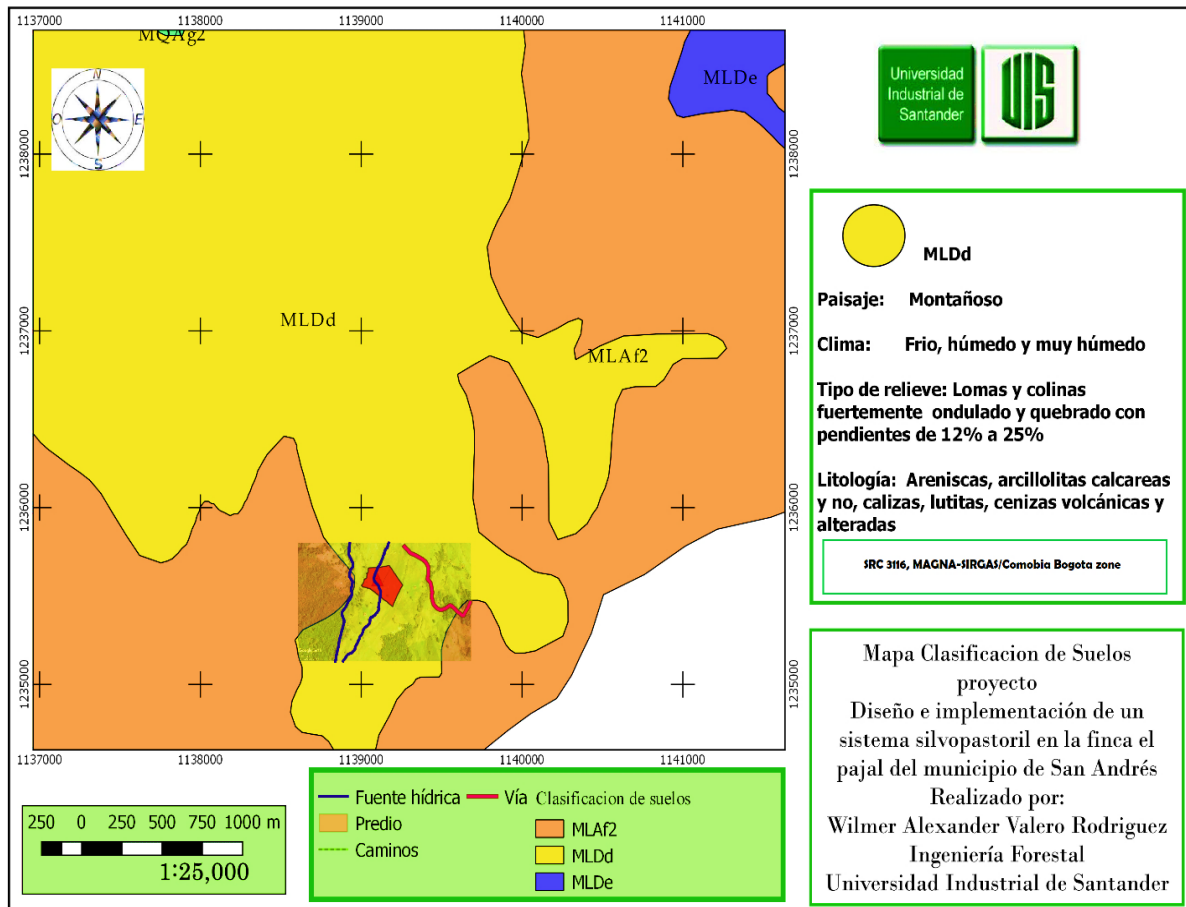 1137000 1138000 1139000 1140000 1141000
MQAg2
MLDe
N
O E
S
1238000 1238000
MLDd
1237000 1237000
MLAf2
1236000 1236000
1235000 1235000
1137000 1138000 1139000 1140000 1141000
Universidad
Industrial de
Santander
UIS
MLDd
Paisaje: Montañoso
Clima: Frio, húmedo y muy húmedo
Tipo de relieve: Lomas y colinas
fuertemente ondulado y quebrado con
pendientes de 12% a 25%
Litología: Areniscas, arcillolitas calcareas
y no, calizas, lutitas, cenizas volcánicas y
alteradas
SRC 3116, MAGNA-SIRGAS/Comobia Bogota zone
250 0 250 500 750 1000 m
1:25,000
Fuente hídrica Vía Clasificacion de suelos
Predio MLAf2
Caminos MLDd
MLDe
Mapa Clasificacion de Suelos
proyecto
Diseño e implementación de un
sistema silvopastoril en la finca el
pajal del municipio de San Andrés
Realizado por:
Wilmer Alexander Valero Rodriguez
Ingeniería Forestal
Universidad Industrial de Santander